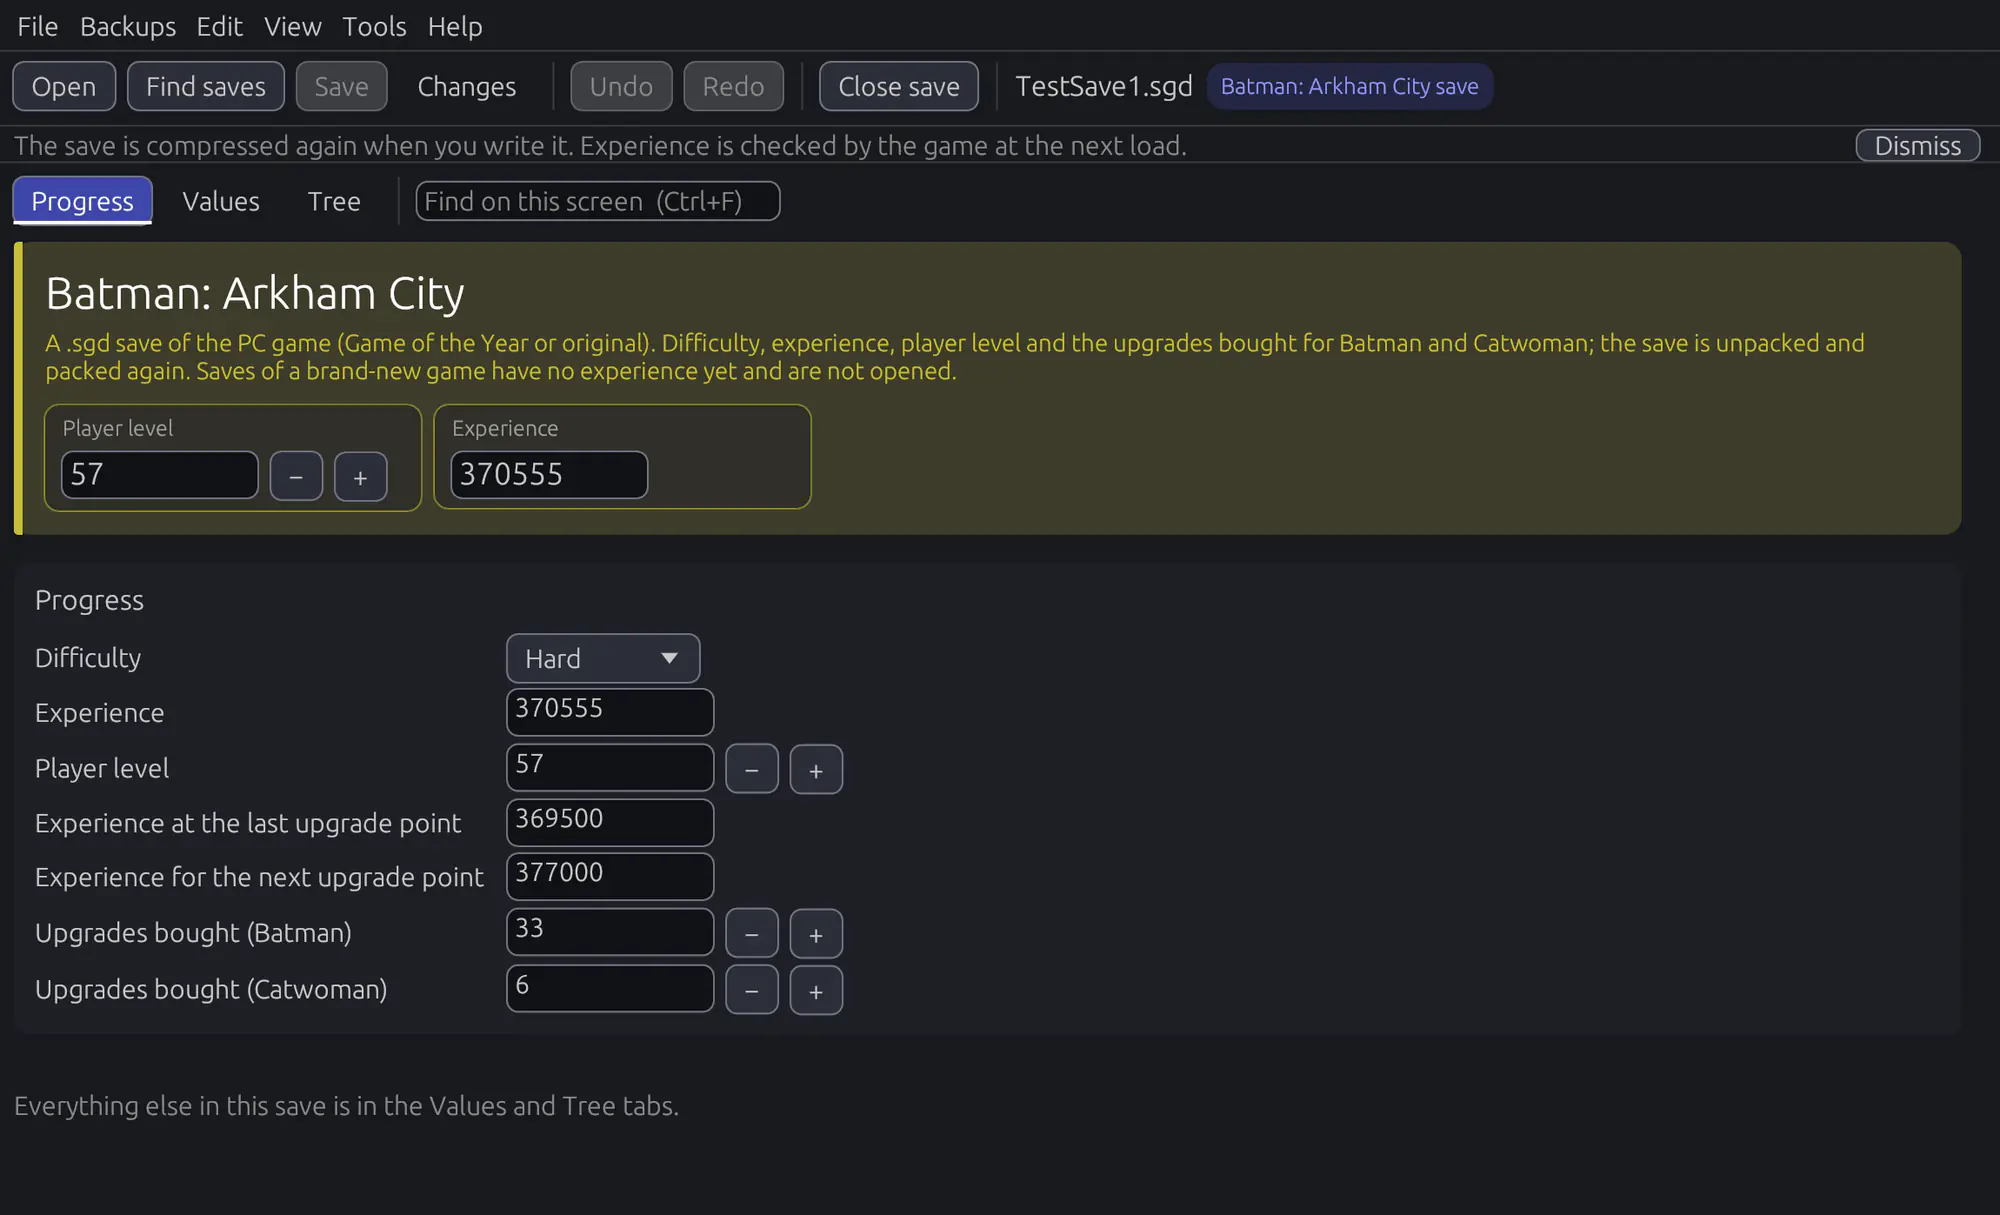 File Backups Edit View Tools Help
Open Find saves Save Changes Undo Redo Close save TestSave1.sgd Batman: Arkham City save
The save is compressed again when you write it. Experience is checked by the game at the next load. Dismiss
Progress Values Tree Find on this screen (Ctrl+F)
Batman: Arkham City
A .sgd save of the PC game (Game of the Year or original). Difficulty, experience, player level and the upgrades bought for Batman and Catwoman; the save is unpacked and
packed again. Saves of a brand-new game have no experience yet and are not opened.
Player level Experience
57 − + 370555
Progress
Difficulty Hard
Experience 370555
Player level 57 − +
Experience at the last upgrade point 369500
Experience for the next upgrade point 377000
Upgrades bought (Batman) 33 − +
Upgrades bought (Catwoman) 6 − +
Everything else in this save is in the Values and Tree tabs.